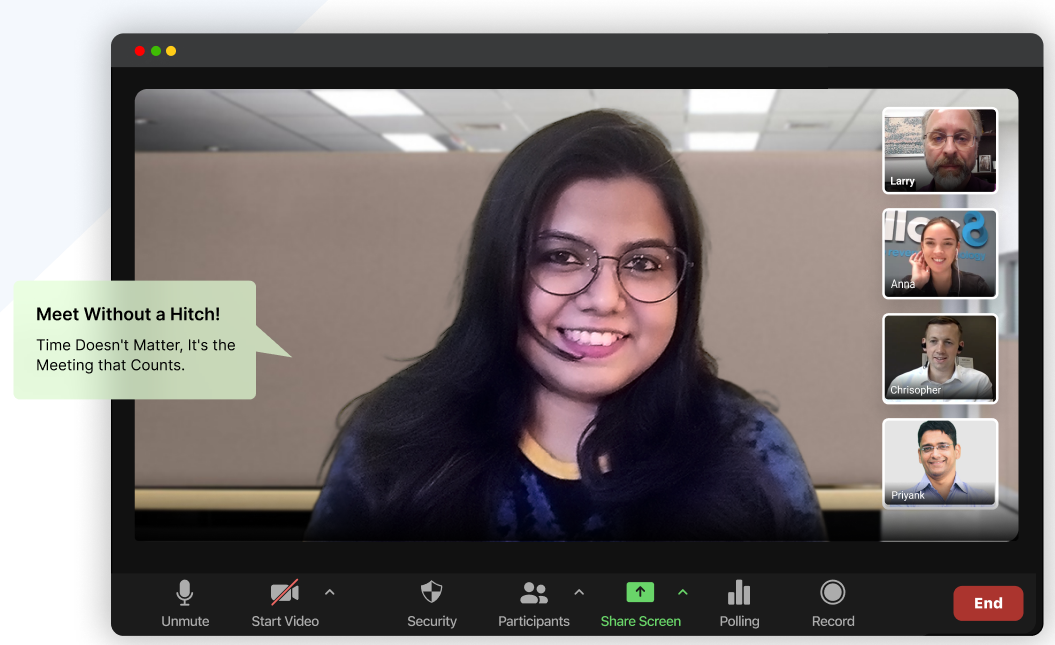 Larry
Anna
Meet Without a Hitch!
Time Doesn't Matter, It's the
Meeting that Counts.
Chrisopher
Priyank
Unmute
Start Video
Security
Participants
Share Screen
Polling
Record
End